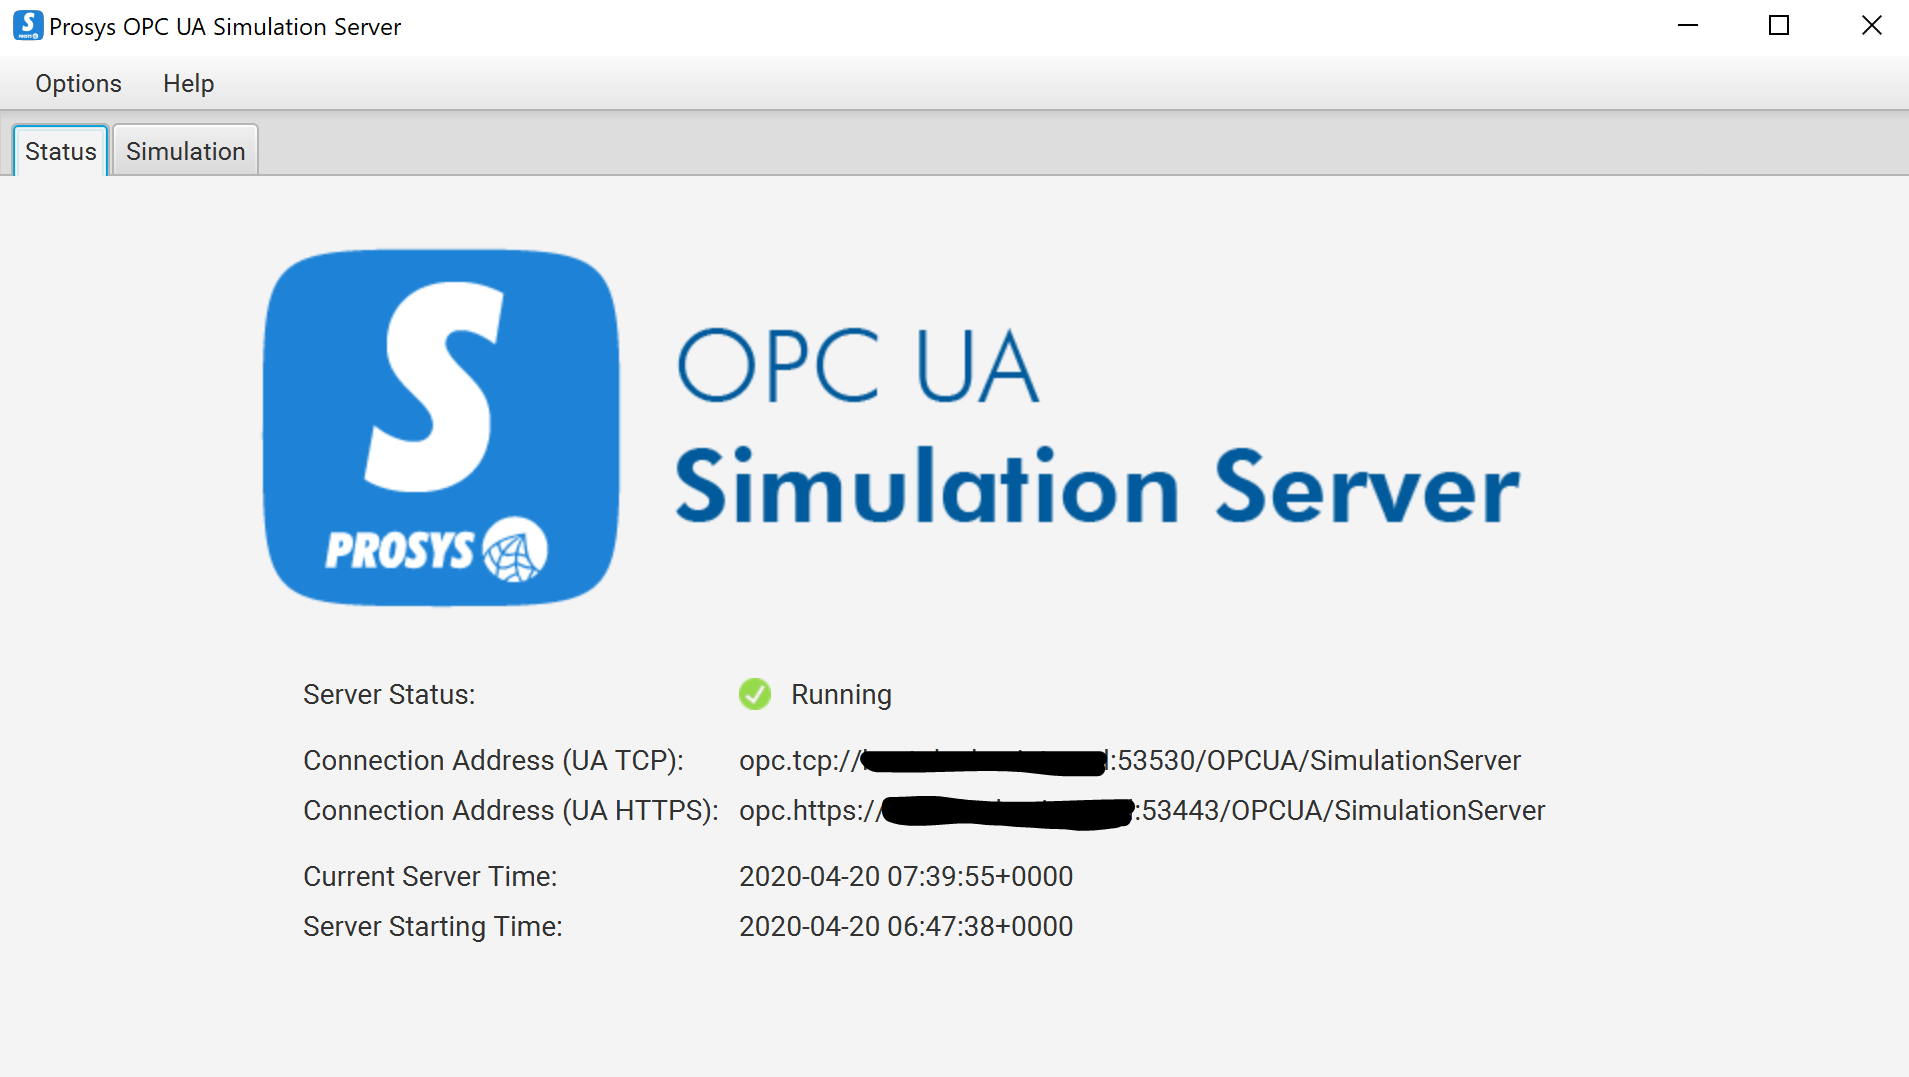 Prosys OPC UA Simulation Server
Options Help
Status Simulation
S
PROSYS
OPC UA
Simulation Server
Server Status: Running
Connection Address (UA TCP): opc.tcp:// :53530/OPCUA/SimulationServer
Connection Address (UA HTTPS): opc.https:// :53443/OPCUA/SimulationServer
Current Server Time: 2020-04-20 07:39:55+0000
Server Starting Time: 2020-04-20 06:47:38+0000